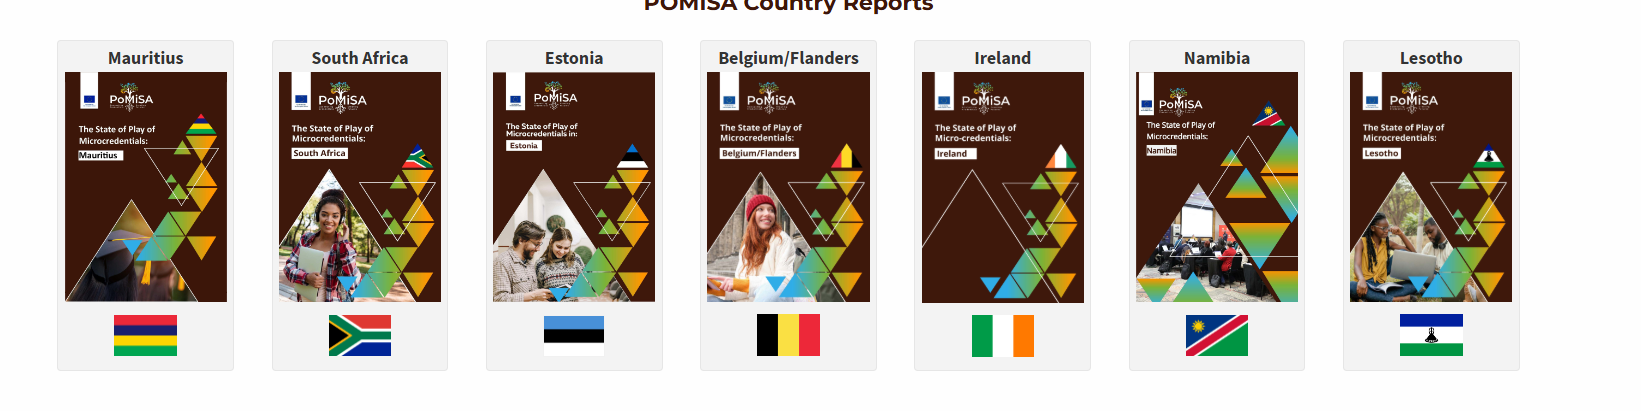 POMISA Country Reports
Mauritius
PoMiSA
The State of Play of
Microcredentials:
Mauritius
South Africa
PoMiSA
The State of Play of
Microcredentials:
South Africa
Estonia
PoMiSA
The State of Play of
Microcredentials in:
Estonia
Belgium/Flanders
PoMiSA
The State of Play of
Microcredentials:
Belgium/Flanders
Ireland
PoMiSA
The State of Play of
Micro-credentials:
Ireland
Namibia
PoMiSA
The State of Play of
Microcredentials:
Namibia
Lesotho
PoMiSA
The State of Play of
Microcredentials:
Lesotho